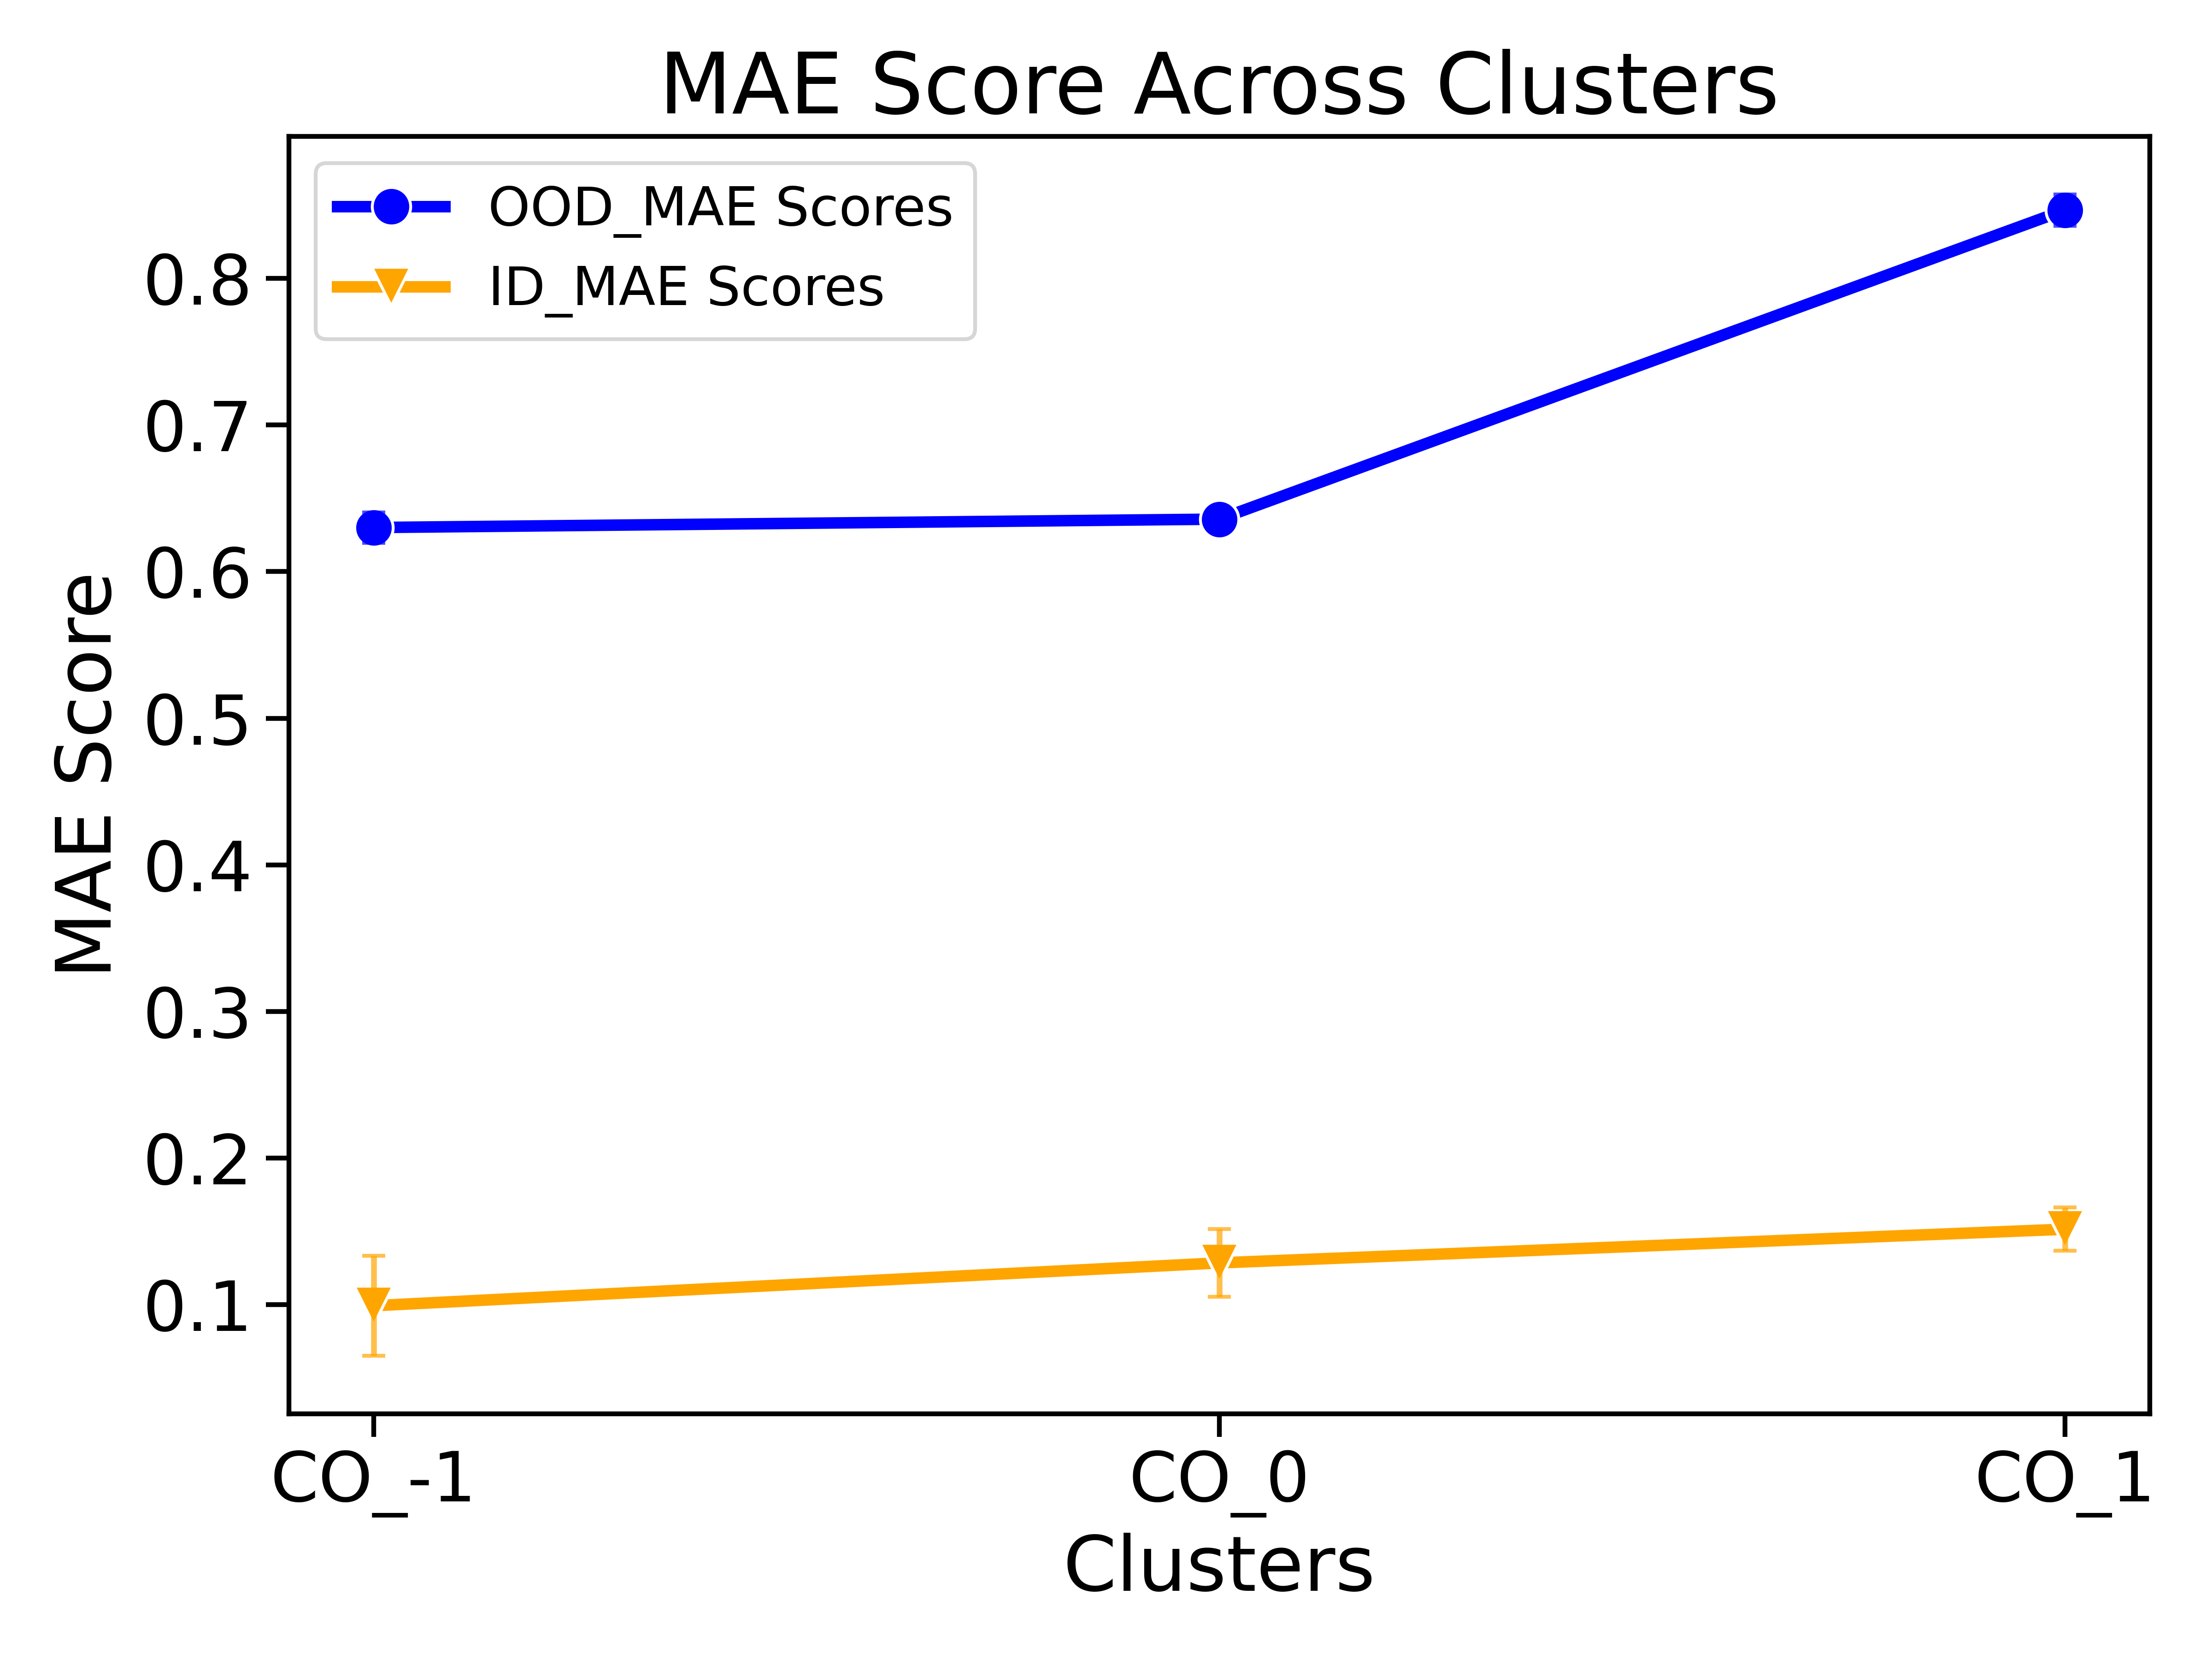 MAE Score Across Clusters
OOD_MAE Scores
ID_MAE Scores
MAE Score
0.8
0.7
0.6
0.5
0.4
0.3
0.2
0.1
CO_-1
CO_0
CO_1
Clusters